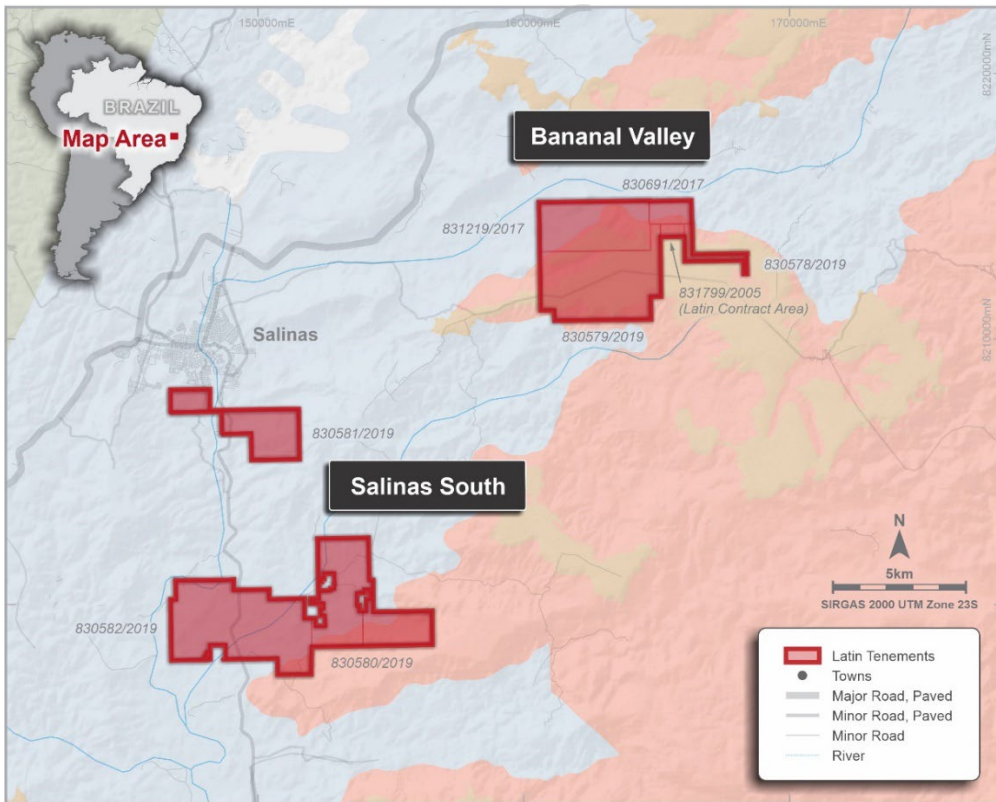 150000mE
160000mE
170000mE
8220000mN
BRAZIL
Map Area
Bananal Valley
830691/2017
831219/2017
830578/2019
831799/2005
(Latin Contract Area)
830579/2019
8210000mN
Salinas
830581/2019
Salinas South
N
5km
SIRGAS 2000 UTM Zone 23S
830582/2019
830580/2019
Latin Tenements
Towns
Major Road, Paved
Minor Road, Paved
Minor Road
River